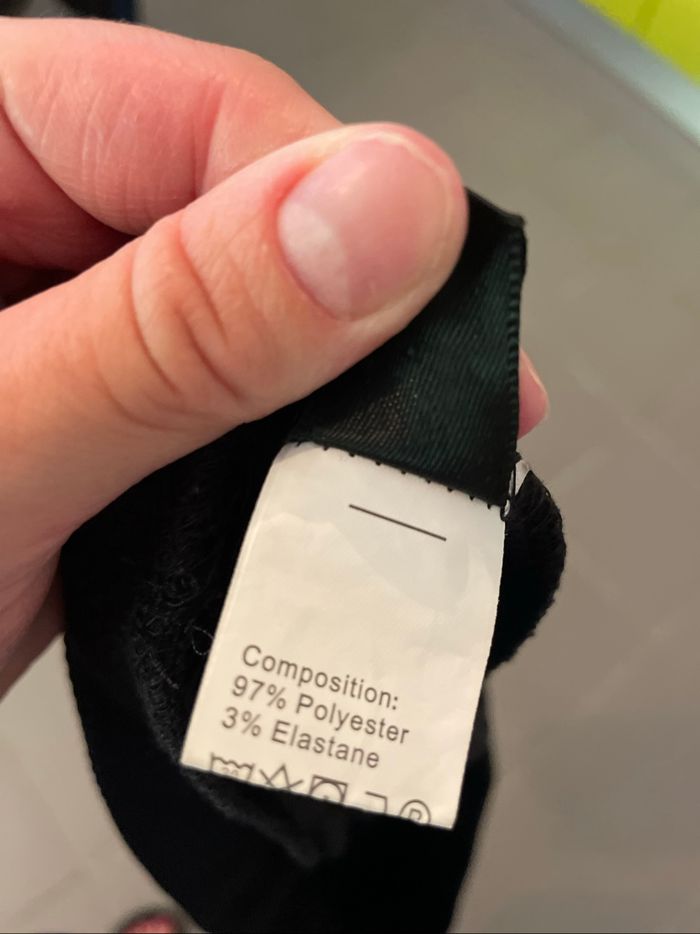 Composition:
97% Polyester
3% Elastane
P